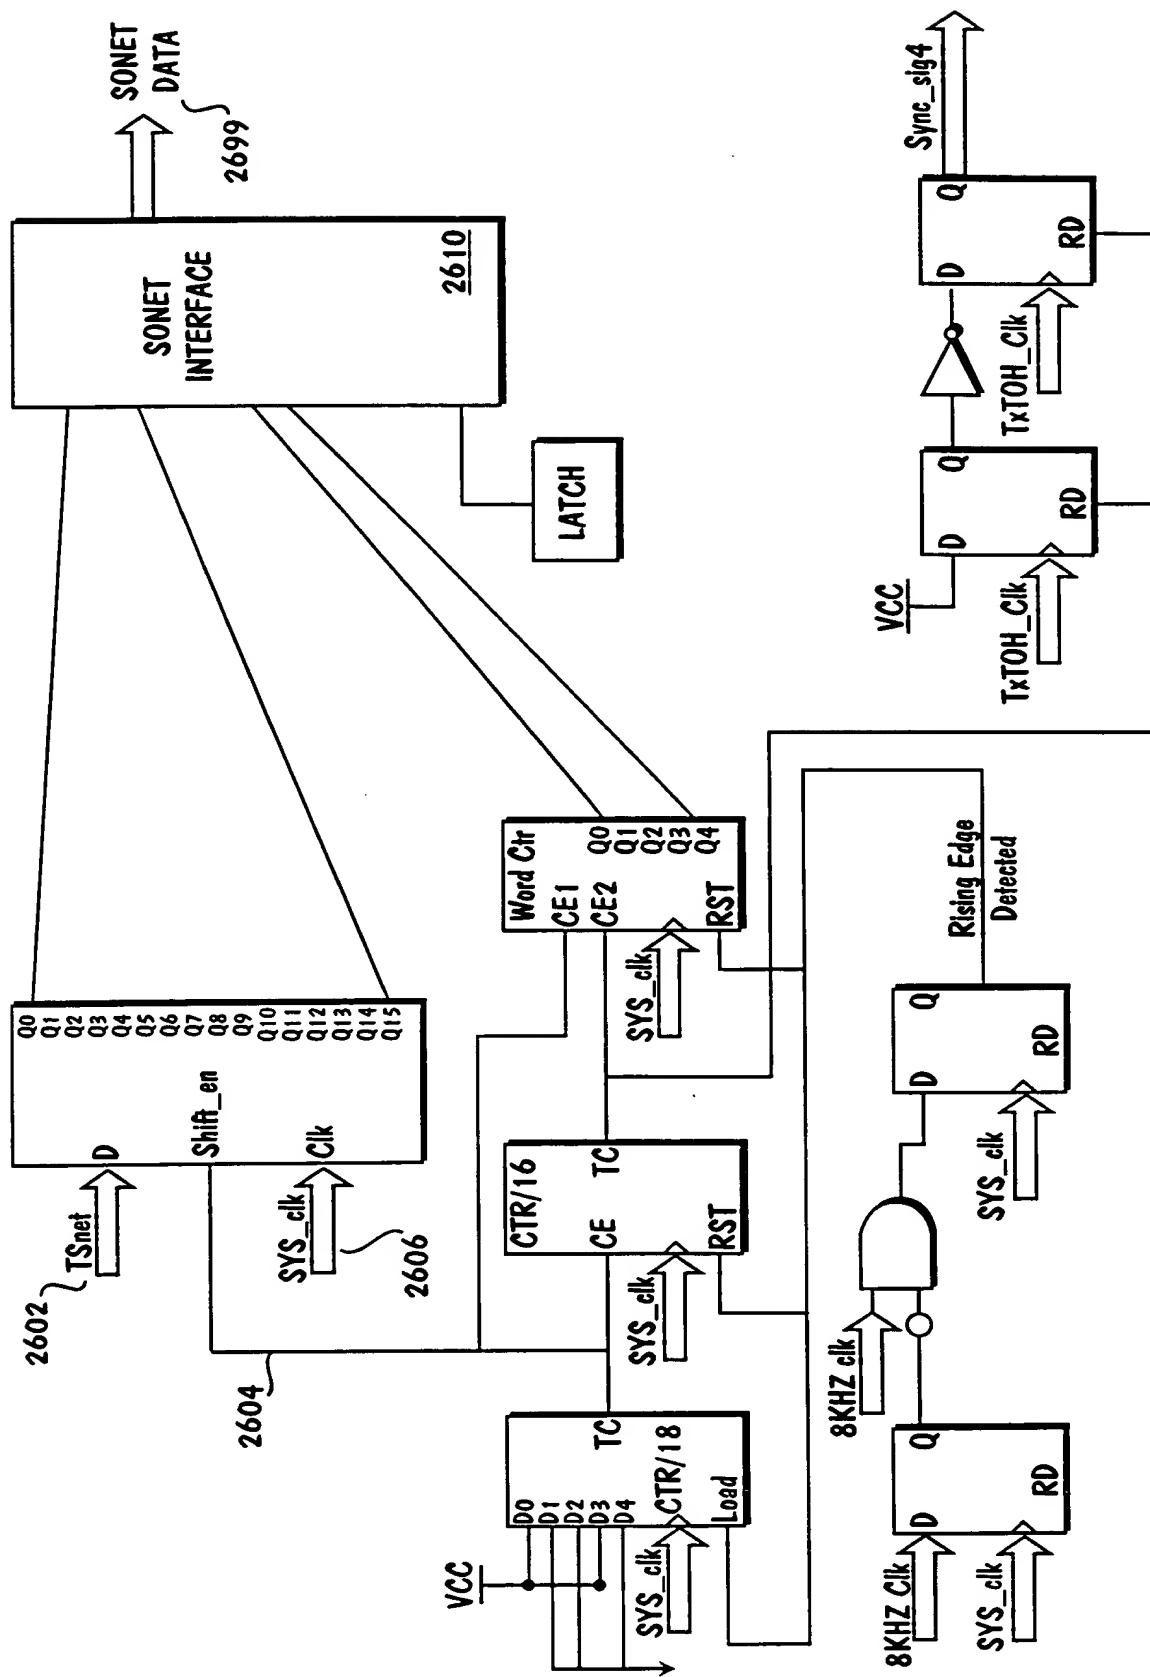 SONET
DATA
2699
SONET
INTERFACE
2610
LATCH
Q0
Q1
Q2
Q3
Q4
Q5
Q6
Q7
Q8
Q9
Q10
Q11
Q12
Q13
Q14
Q15
D
Shift_en
Clk
TSnet
2602
SYS_clk
2606
2604
Word Ctr
CE1
CE2
Q0
Q1
Q2
Q3
Q4
RST
SYS_clk
CTR/16
CE
TC
RST
SYS_clk
VCC
D0
D1
D2
D3
D4
TC
CTR/18
Load
SYS_clk
8KHZ Clk
SYS_clk
D
Q
RD
8KHZ clk
D
Q
RD
SYS_clk
Rising Edge
Detected
VCC
D
Q
RD
TxTOH_Clk
D
Q
RD
TxTOH_Clk
Sync_sig4